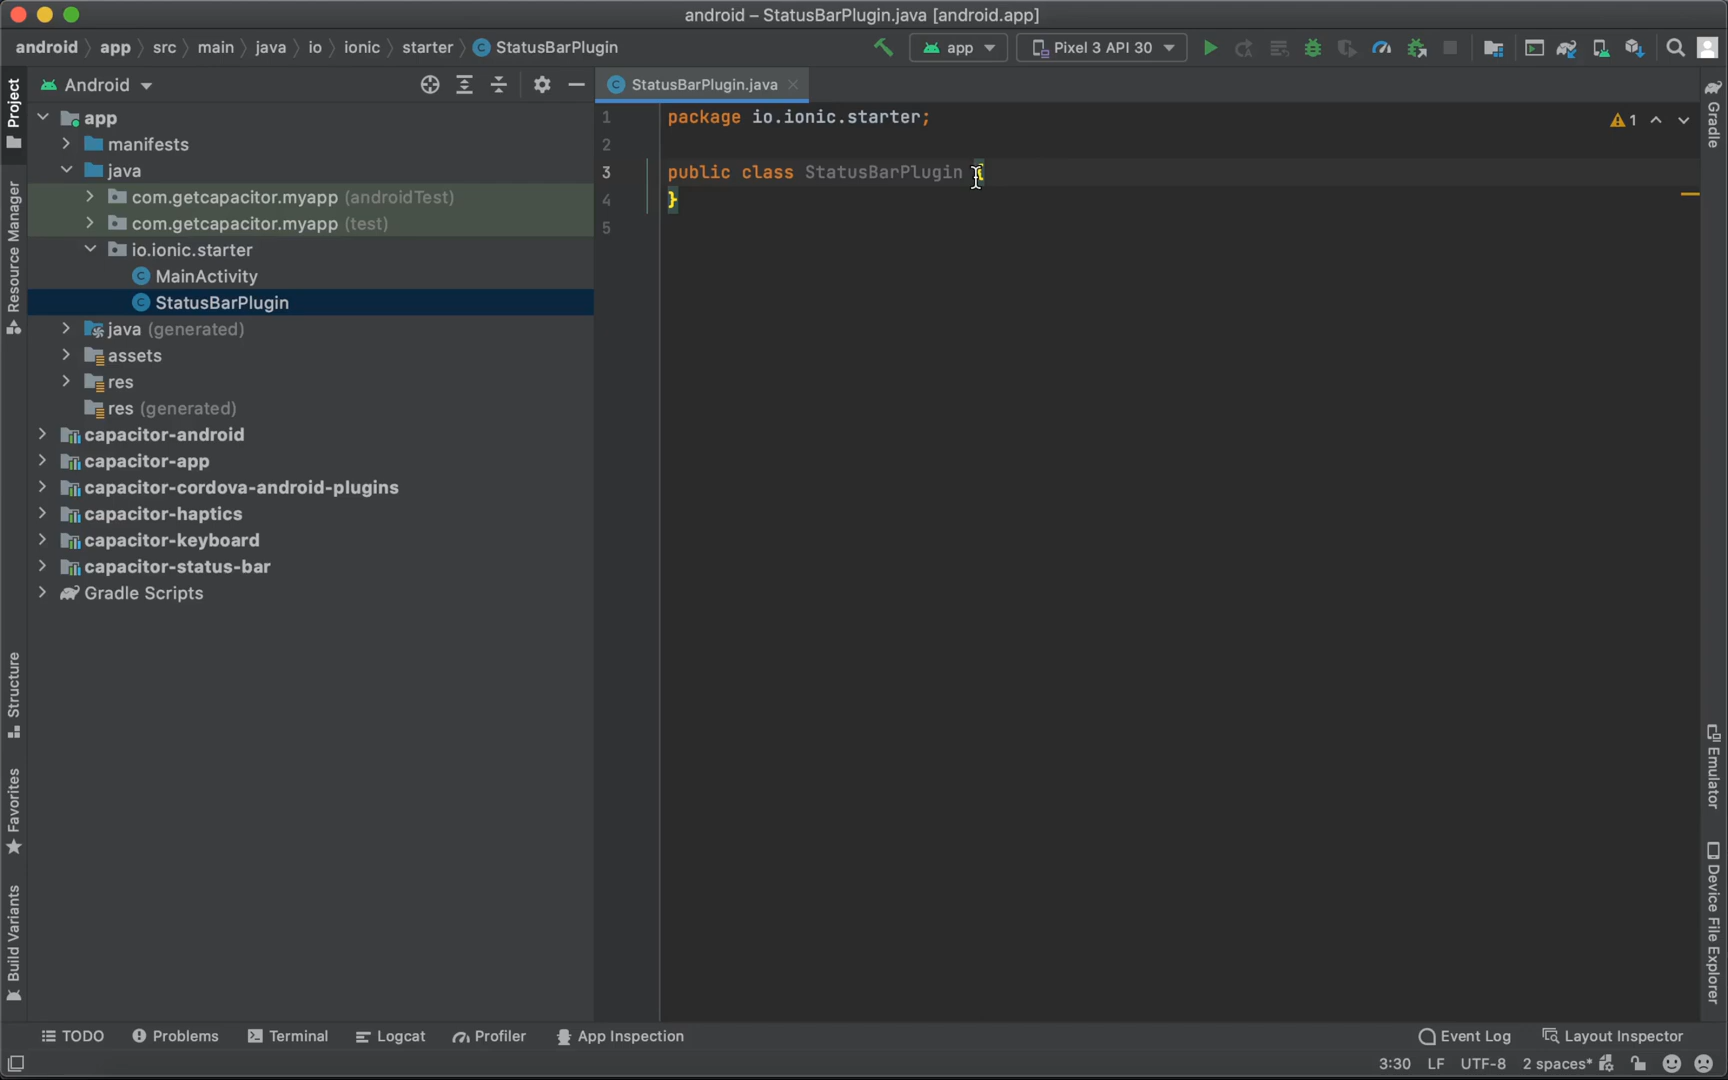 android – StatusBarPlugin.java [android.app]
android app src main java io ionic starter StatusBarPlugin
app
Pixel 3 API 30
Project
Resource Manager
Structure
Favorites
Build Variants
Android
app
manifests
java
com.getcapacitor.myapp (androidTest)
com.getcapacitor.myapp (test)
io.ionic.starter
MainActivity
StatusBarPlugin
java (generated)
assets
res
res (generated)
capacitor-android
capacitor-app
capacitor-cordova-android-plugins
capacitor-haptics
capacitor-keyboard
capacitor-status-bar
Gradle Scripts
StatusBarPlugin.java
1 package io.ionic.starter;
2
3 public class StatusBarPlugin {
4 }
5
1
Gradle
Emulator
Device File Explorer
TODO Problems Terminal Logcat Profiler App Inspection Event Log Layout Inspector
3:30 LF UTF-8 2 spaces*